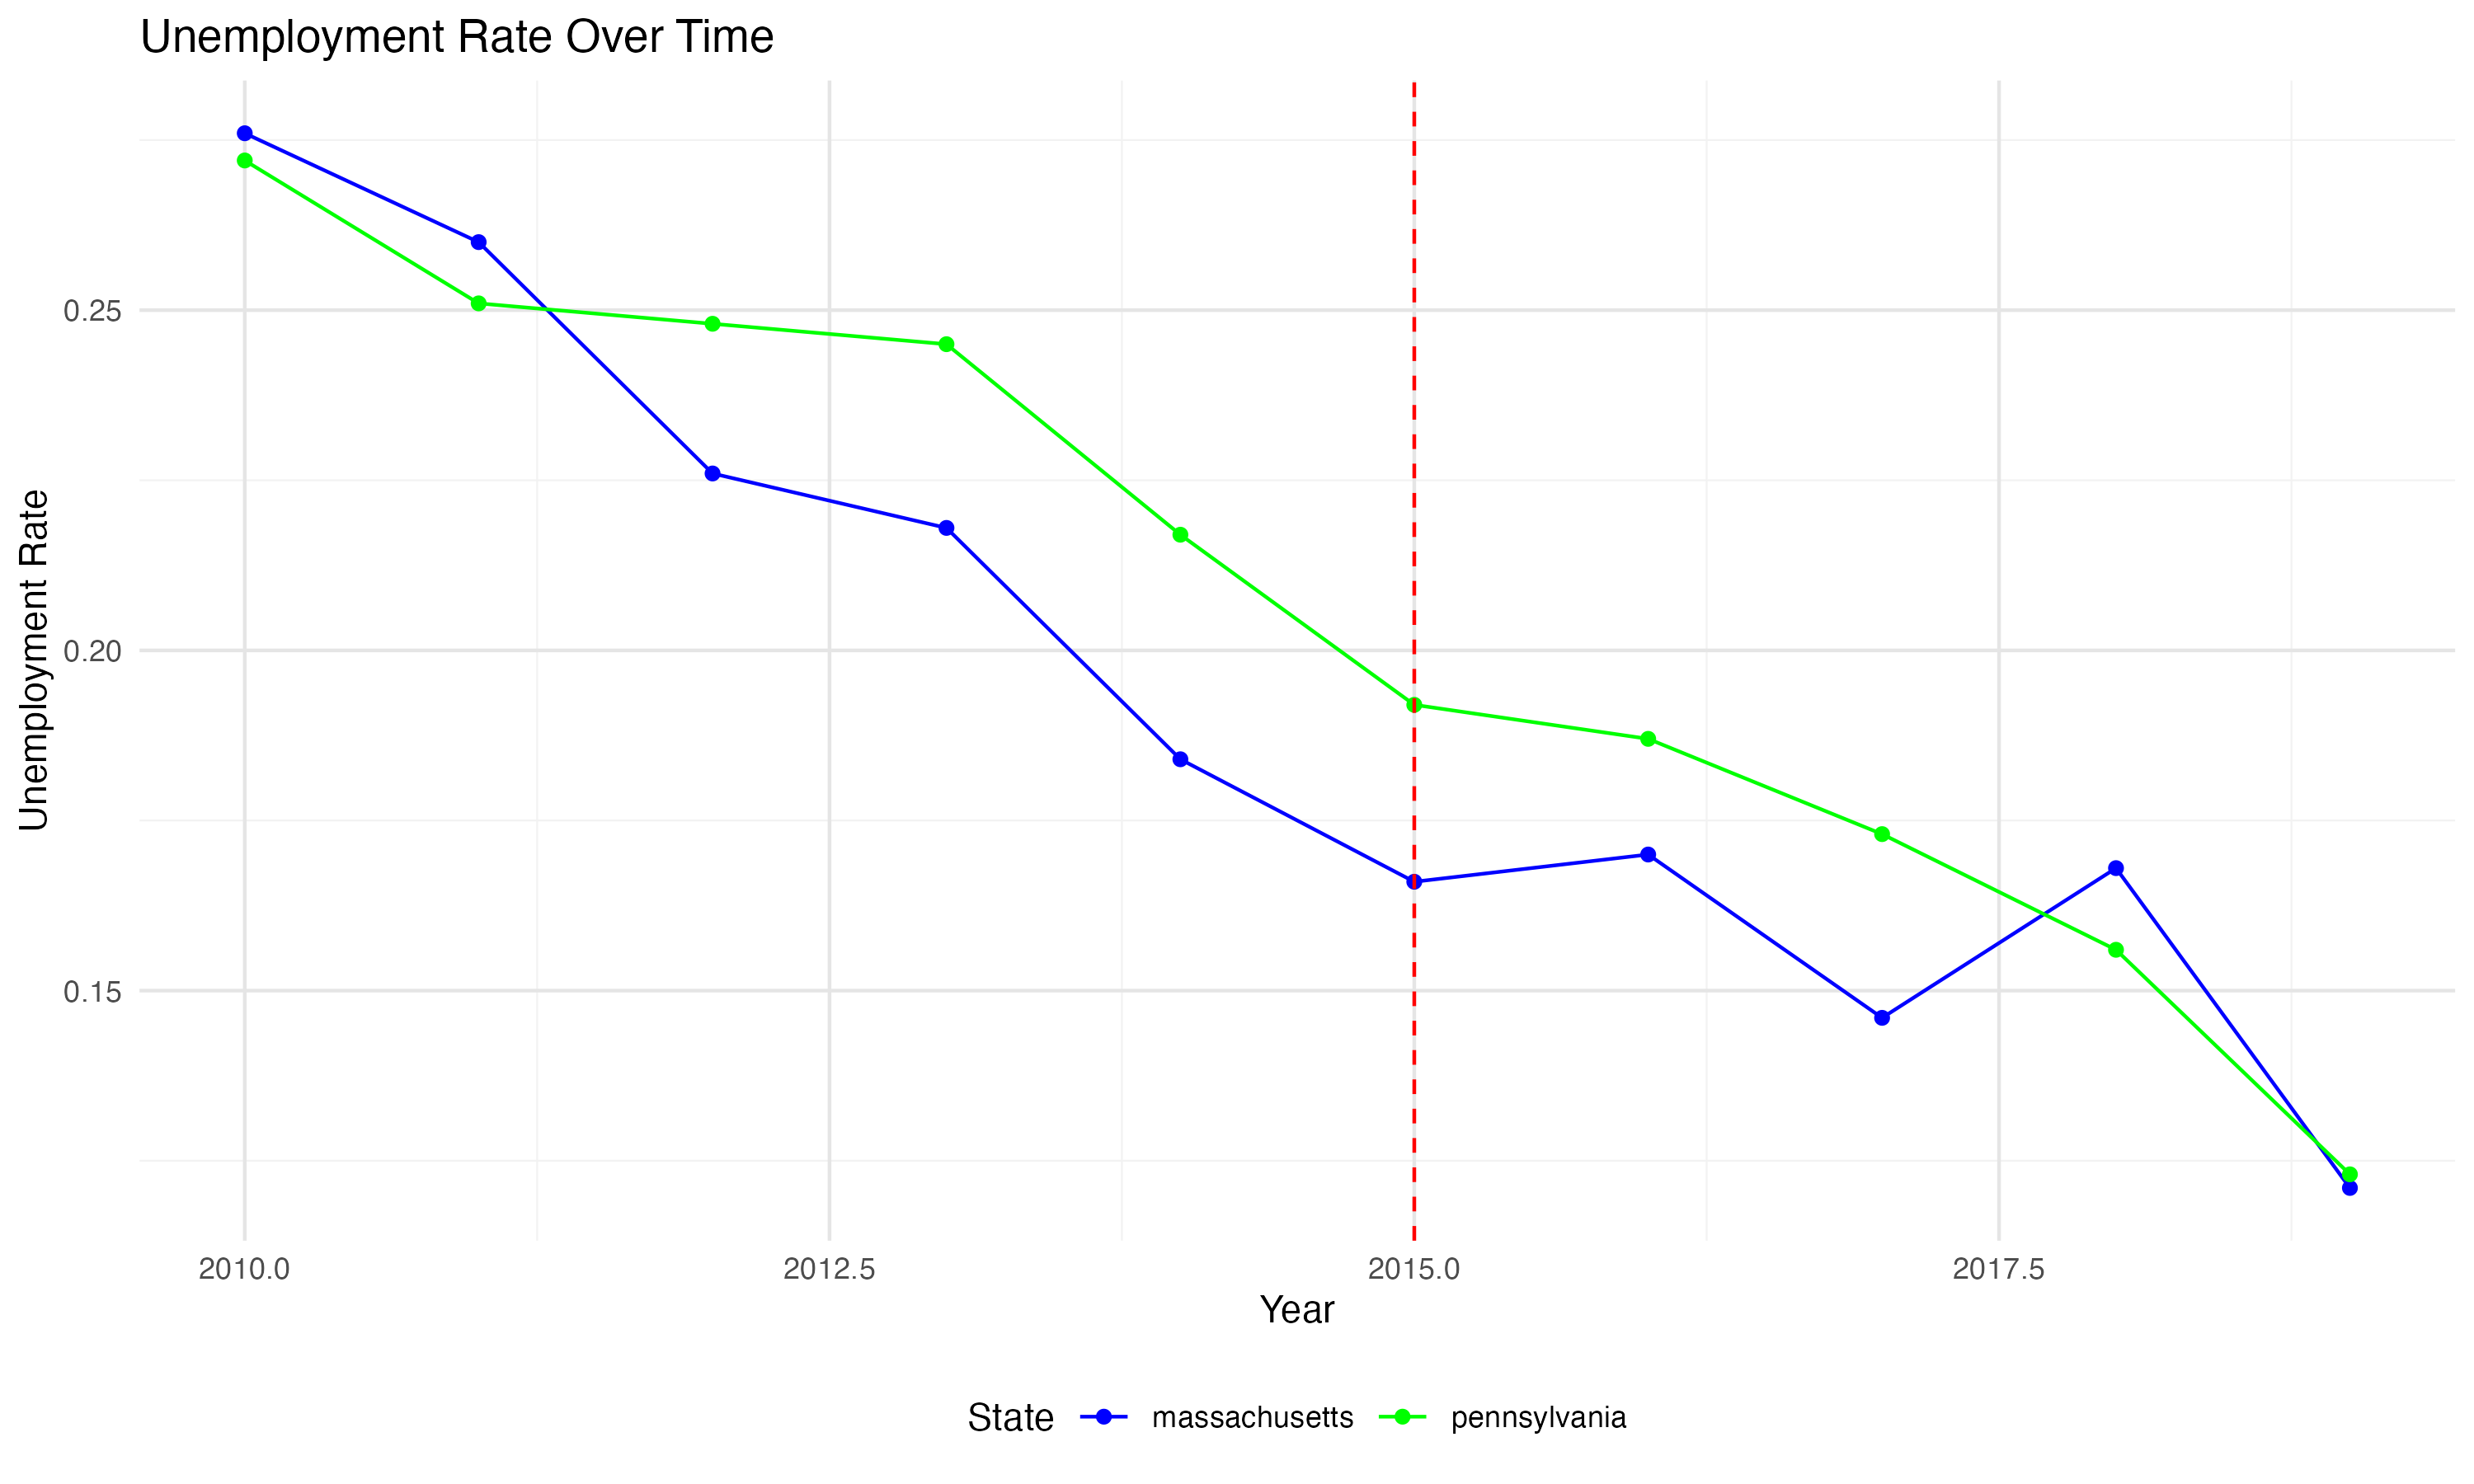 Unemployment Rate Over Time
Unemployment Rate
0.25
0.20
0.15
2010.0 2012.5 2015.0 2017.5
Year
State massachusetts pennsylvania